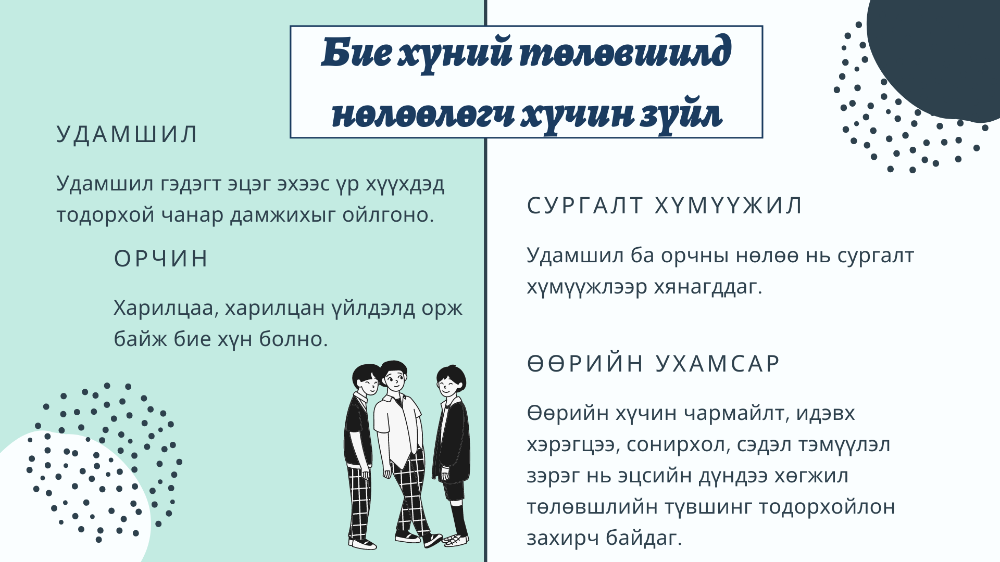 Бие хүний төлөвшилд
нөлөөлөгч хүчин зүйл
УДАМШИЛ
Удамшил гэдэгт эцэг эхээс үр хүүхдэд
тодорхой чанар дамжихыг ойлгоно.
ОРЧИН
Харилцаа, харилцан үйлдэлд орж
байж бие хүн болно.
СУРГАЛТ ХҮМҮҮЖИЛ
Удамшил ба орчны нөлөө нь сургалт
хүмүүжлээр хянагддаг.
ӨӨРИЙН УХАМСАР
Өөрийн хүчин чармайлт, идэвх
хэрэгцээ, сонирхол, сэдэл тэмүүлэл
зэрэг нь эцсийн дүндээ хөгжил
төлөвшлийн түвшинг тодорхойлон
захирч байдаг.